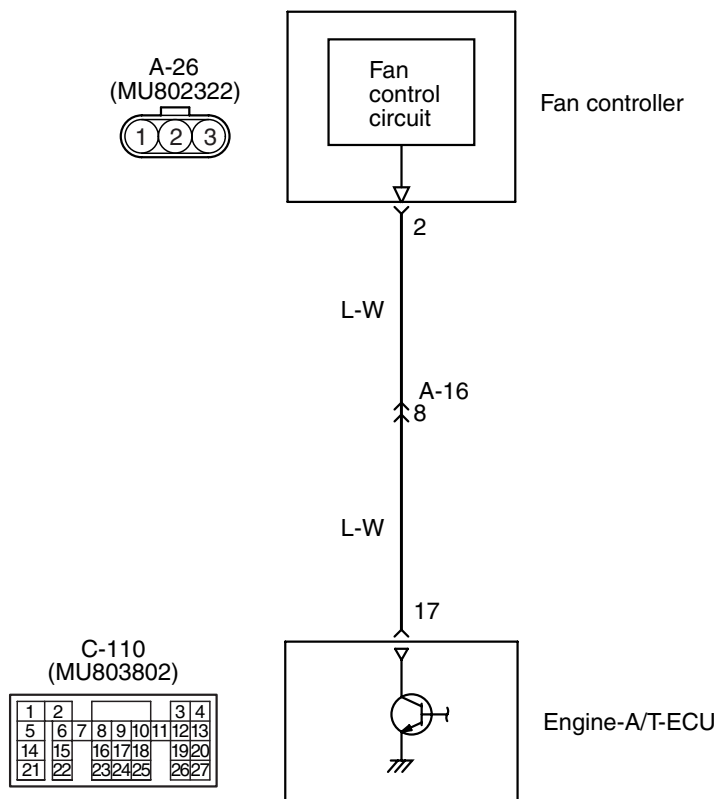 A-26
(MU802322)
1 2 3
Fan
control
circuit
Fan controller
2
L-W
A-16
8
L-W
17
C-110
(MU803802)
1 2 3 4
5 6 7 8 9 10 11 12 13
14 15 16 17 18 19 20
21 22 23 24 25 26 27
Engine-A/T-ECU